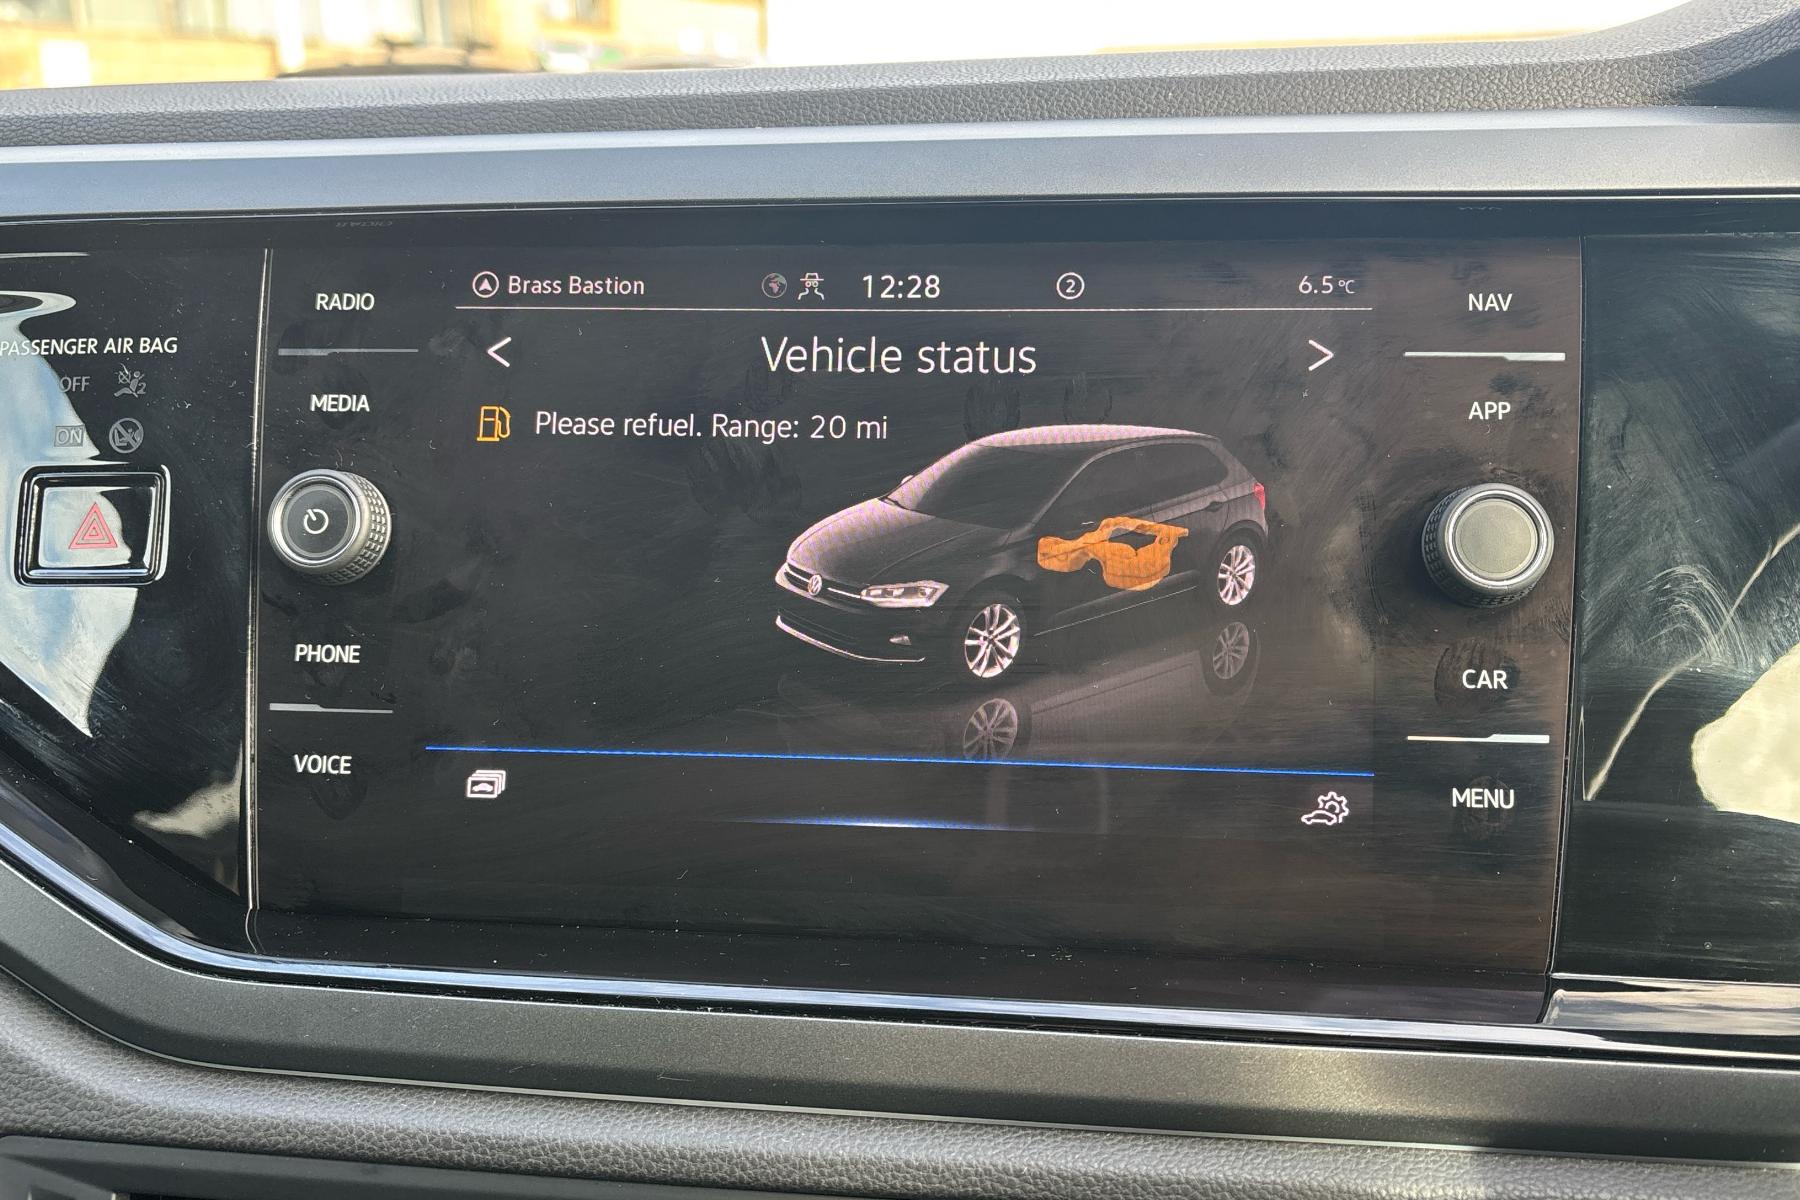 Brass Bastion 12:28 2 6.5°C
Vehicle status
Please refuel. Range: 20 mi
RADIO
MEDIA
PHONE
VOICE
NAV
APP
CAR
MENU
PASSENGER AIR BAG
OFF
ON